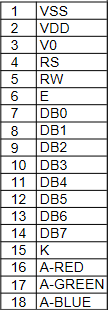 1 VSS
2 VDD
3 V0
4 RS
5 RW
6 E
7 DB0
8 DB1
9 DB2
10 DB3
11 DB4
12 DB5
13 DB6
14 DB7
15 K
16 A-RED
17 A-GREEN
18 A-BLUE